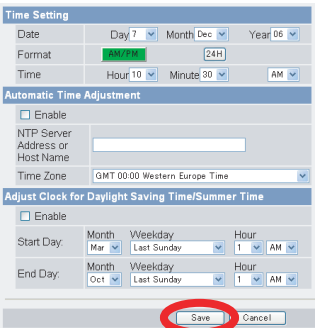 Time Setting
Date Day 7 Month Dec Year 06
Format AM/PM 24H
Time Hour 10 Minute 30 AM
Automatic Time Adjustment
Enable
NTP Server
Address or
Host Name
Time Zone GMT 00:00 Western Europe Time
Adjust Clock for Daylight Saving Time/Summer Time
Enable
Month Weekday Hour
Start Day: Mar Last Sunday 1 AM
Month Weekday Hour
End Day: Oct Last Sunday 1 AM
Save Cancel